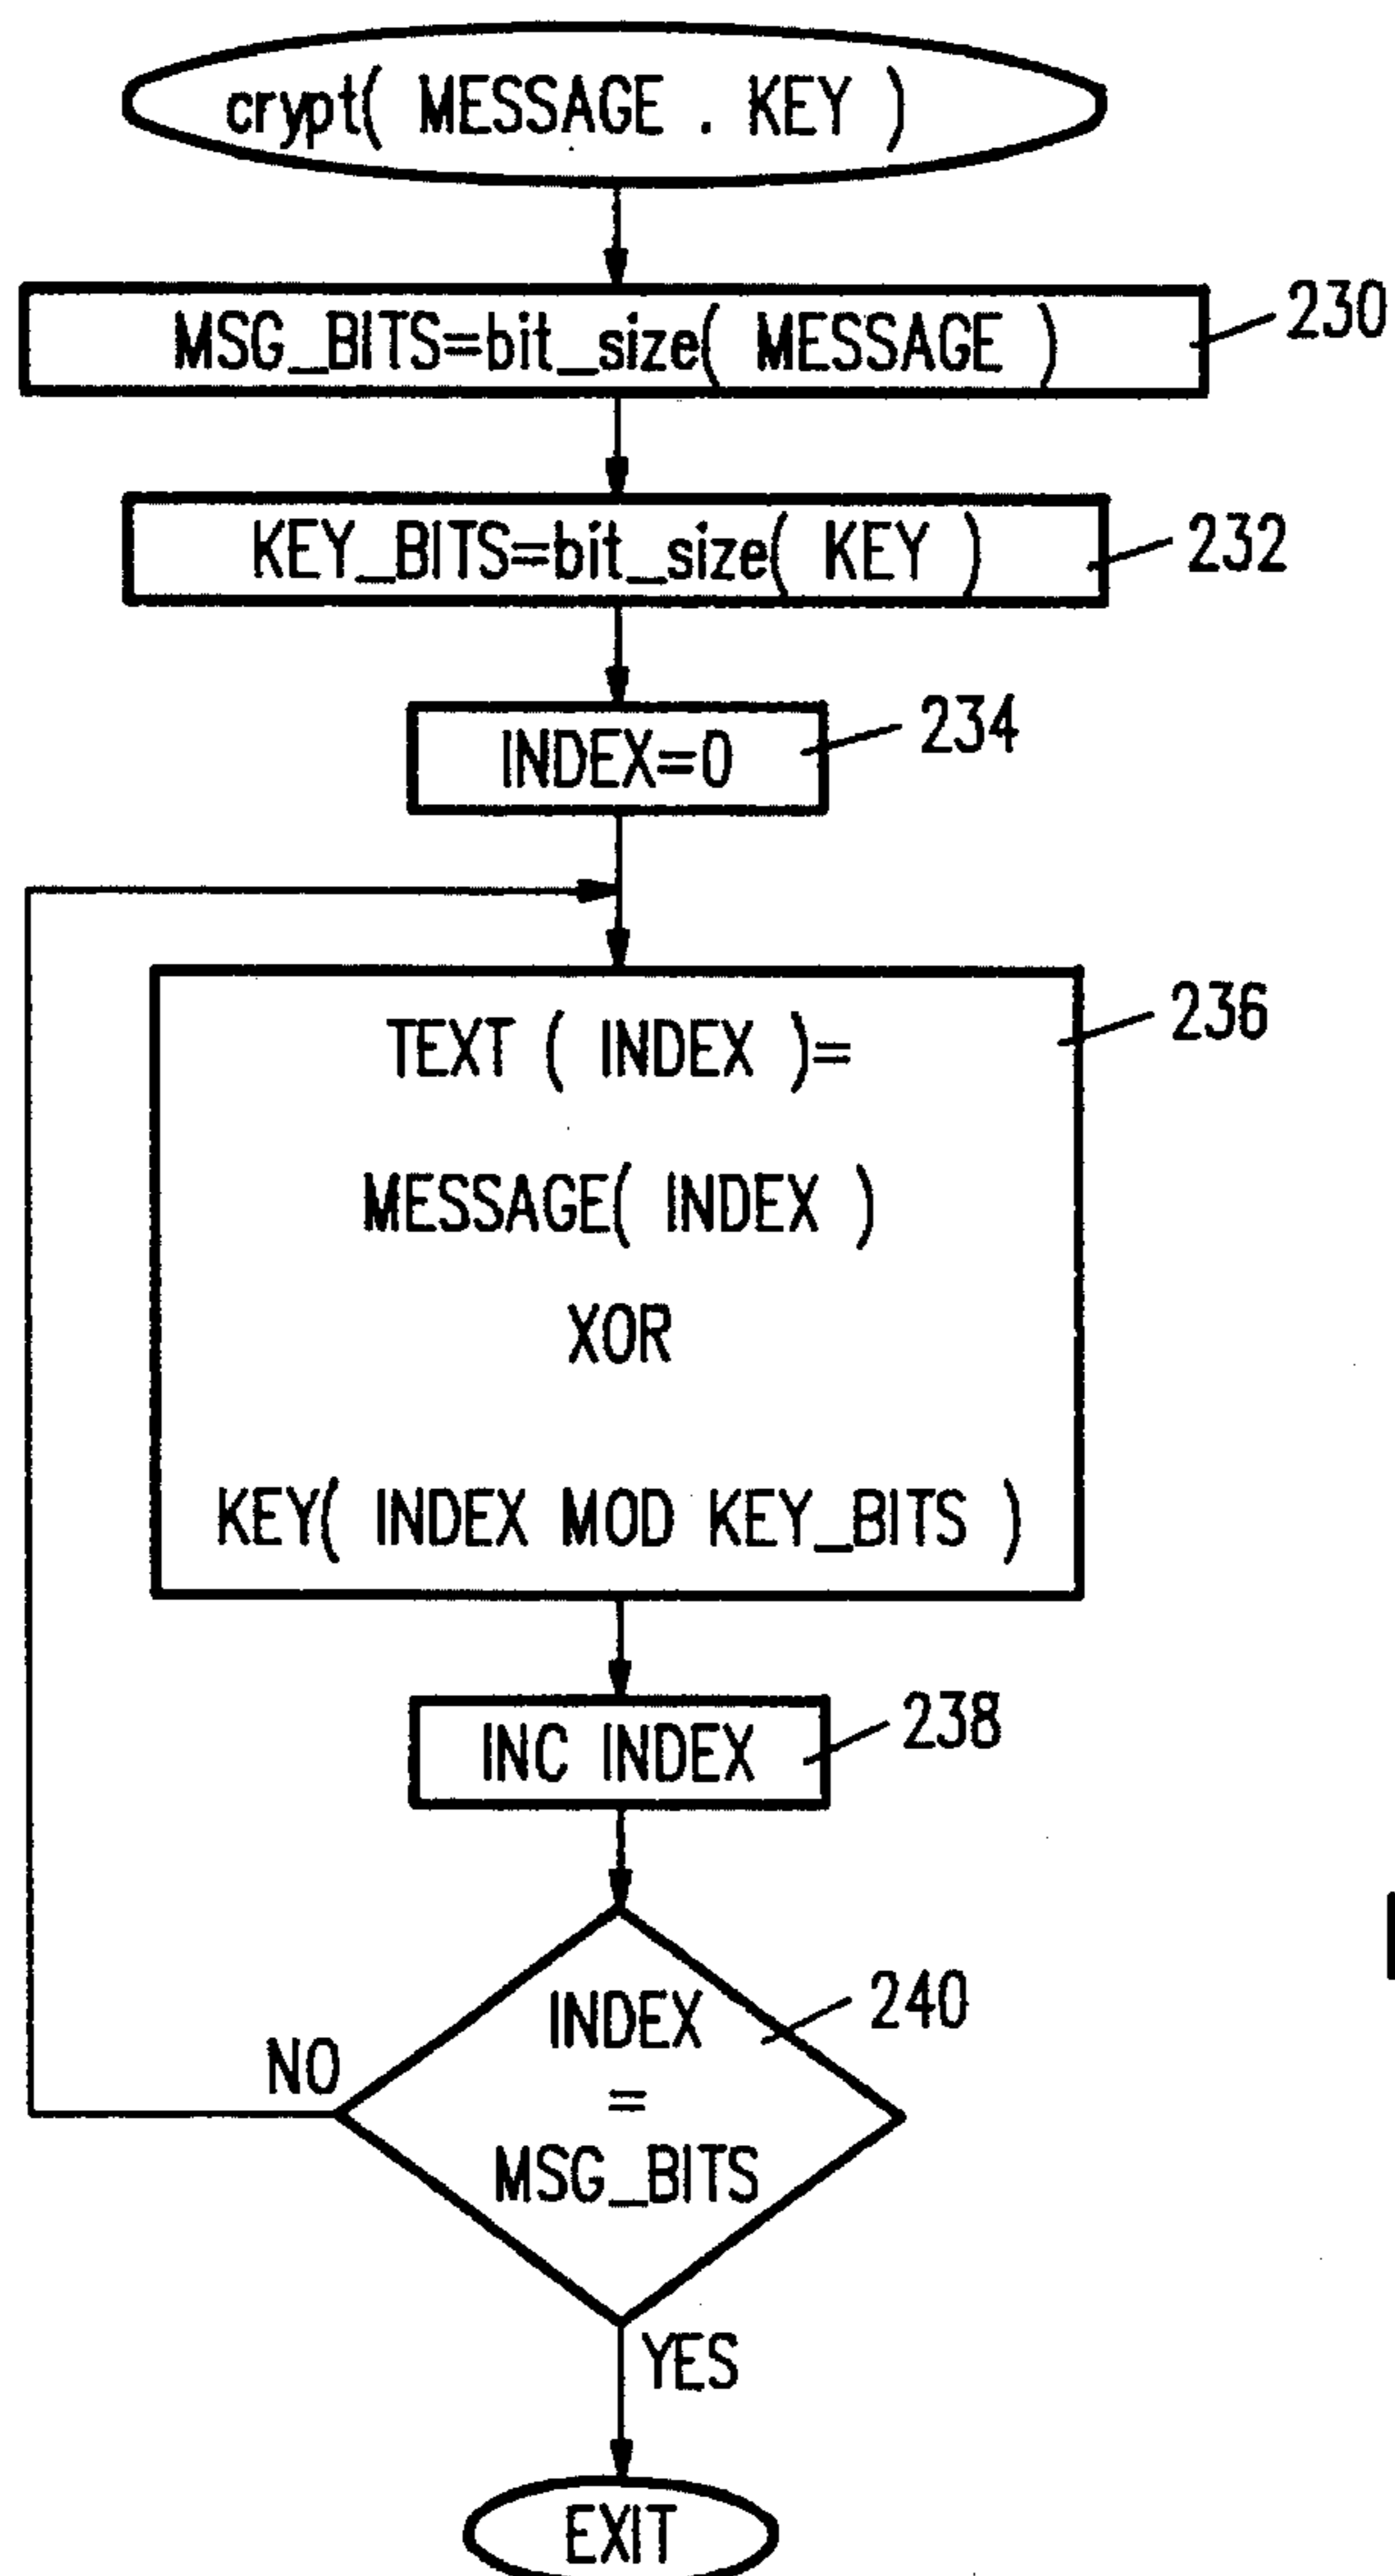 crypt( MESSAGE . KEY )
MSG_BITS=bit_size( MESSAGE )
230
KEY_BITS=bit_size( KEY )
232
INDEX=0
234
TEXT ( INDEX )=
236
MESSAGE( INDEX )
XOR
KEY( INDEX MOD KEY_BITS )
INC INDEX
238
INDEX
240
=
NO
MSG_BITS
YES
EXIT